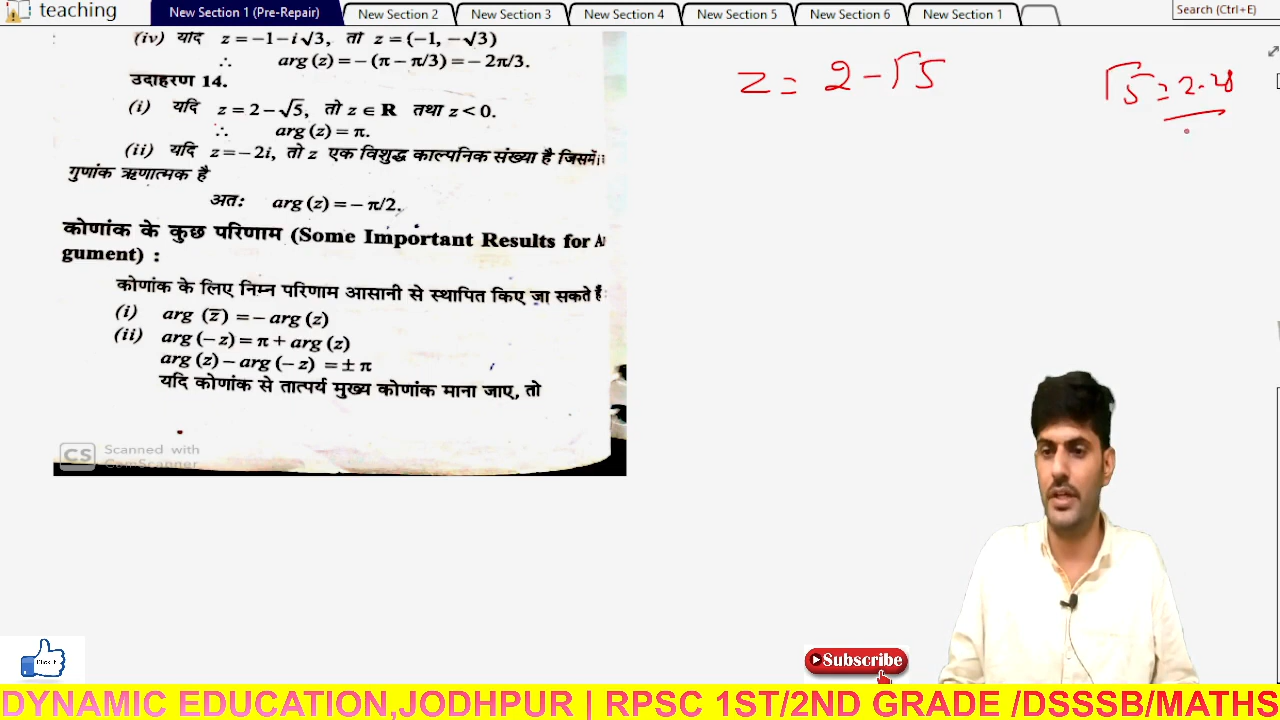 teaching
New Section 1 (Pre-Repair)
New Section 2
New Section 3
New Section 4
New Section 5
New Section 6
New Section 1
Search (Ctrl+E)
(iv) यदि z = −1−i√3, तो z = (−1, −√3)
∴ arg (z) = − (π − π/3) = − 2π/3.
उदाहरण 14.
(i) यदि z = 2 − √5, तो z ∈ R तथा z < 0.
∴ arg (z) = π.
(ii) यदि z = −2i, तो z एक विशुद्ध काल्पनिक संख्या है जिसमें
गुणांक ऋणात्मक है
अतः arg (z) = − π/2.
कोणांक के कुछ परिणाम (Some Important Results for Ar
gument) :
कोणांक के लिए निम्न परिणाम आसानी से स्थापित किए जा सकते हैं:
(i) arg (z̅) = − arg (z)
(ii) arg (−z) = π + arg (z)
arg (z) − arg (−z) = ± π
यदि कोणांक से तात्पर्य मुख्य कोणांक माना जाए, तो
CS Scanned with
CamScanner
z = 2 − √5
√5 = 2.
Subscribe
DYNAMIC EDUCATION,JODHPUR | RPSC 1ST/2ND GRADE /DSSSB/MATHS